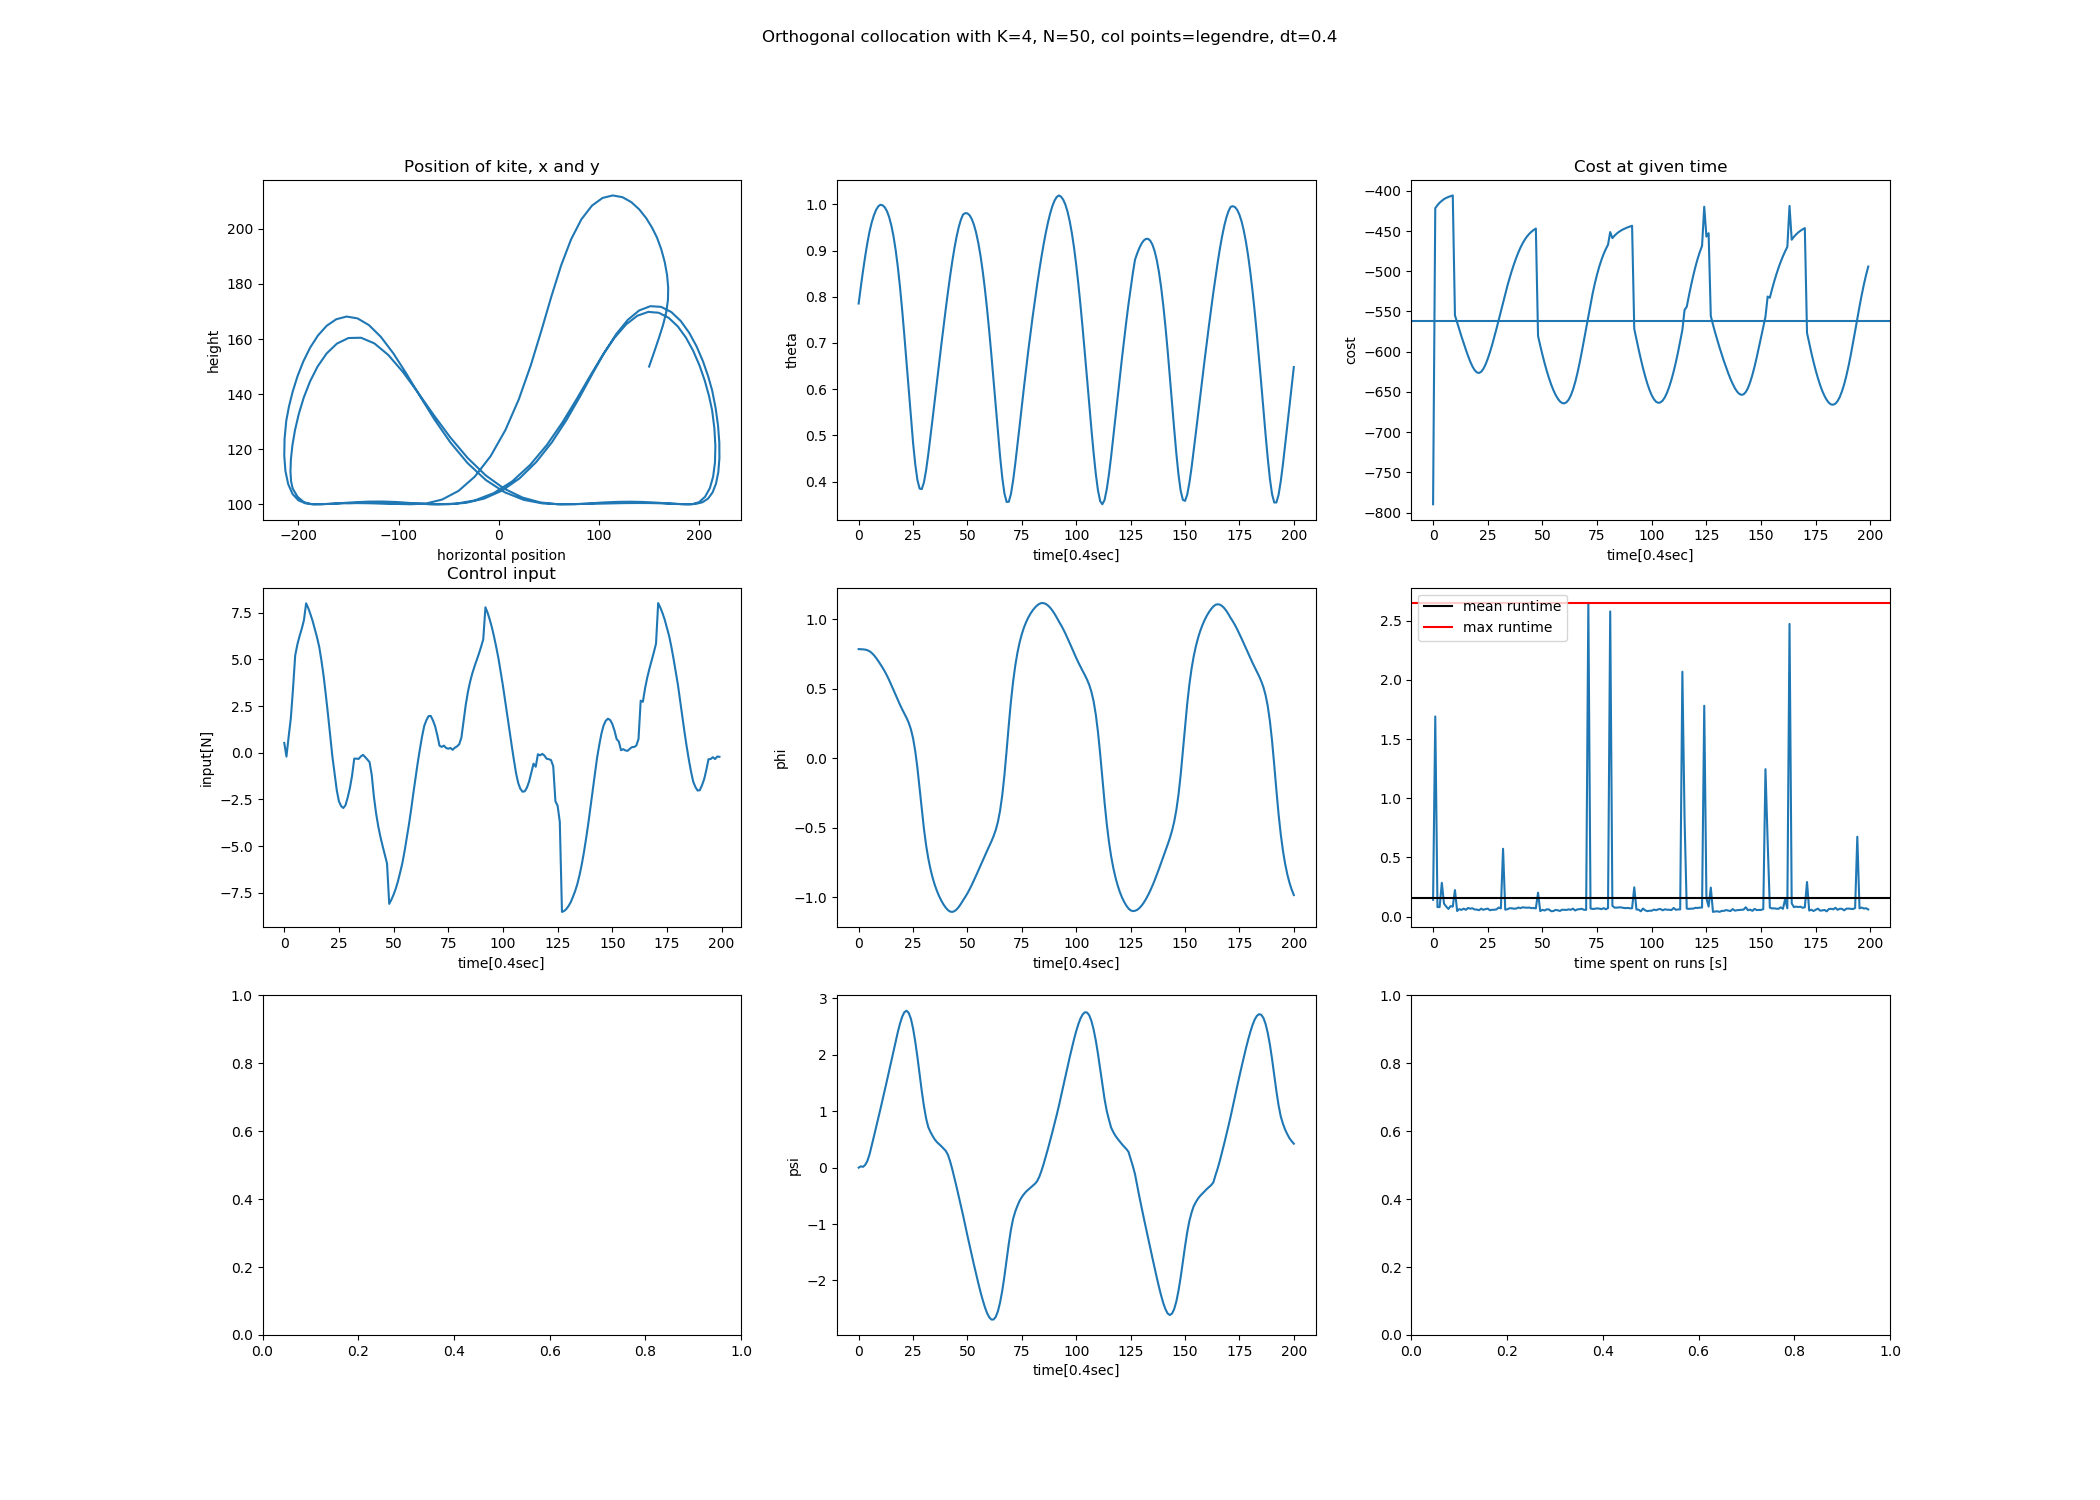 Orthogonal collocation with K=4, N=50, col points=legendre, dt=0.4
Position of kite, x and y
height
200
180
160
140
120
100
−200 −100 0 100 200
horizontal position
theta
1.0
0.9
0.8
0.7
0.6
0.5
0.4
0 25 50 75 100 125 150 175 200
time[0.4sec]
Cost at given time
cost
−400
−450
−500
−550
−600
−650
−700
−750
−800
0 25 50 75 100 125 150 175 200
time[0.4sec]
Control input
input[N]
7.5
5.0
2.5
0.0
−2.5
−5.0
−7.5
0 25 50 75 100 125 150 175 200
time[0.4sec]
phi
1.0
0.5
0.0
−0.5
−1.0
0 25 50 75 100 125 150 175 200
time[0.4sec]
mean runtime
max runtime
2.5
2.0
1.5
1.0
0.5
0.0
0 25 50 75 100 125 150 175 200
time spent on runs [s]
1.0
0.8
0.6
0.4
0.2
0.0
0.0 0.2 0.4 0.6 0.8 1.0
psi
3
2
1
0
−1
−2
0 25 50 75 100 125 150 175 200
time[0.4sec]
1.0
0.8
0.6
0.4
0.2
0.0
0.0 0.2 0.4 0.6 0.8 1.0